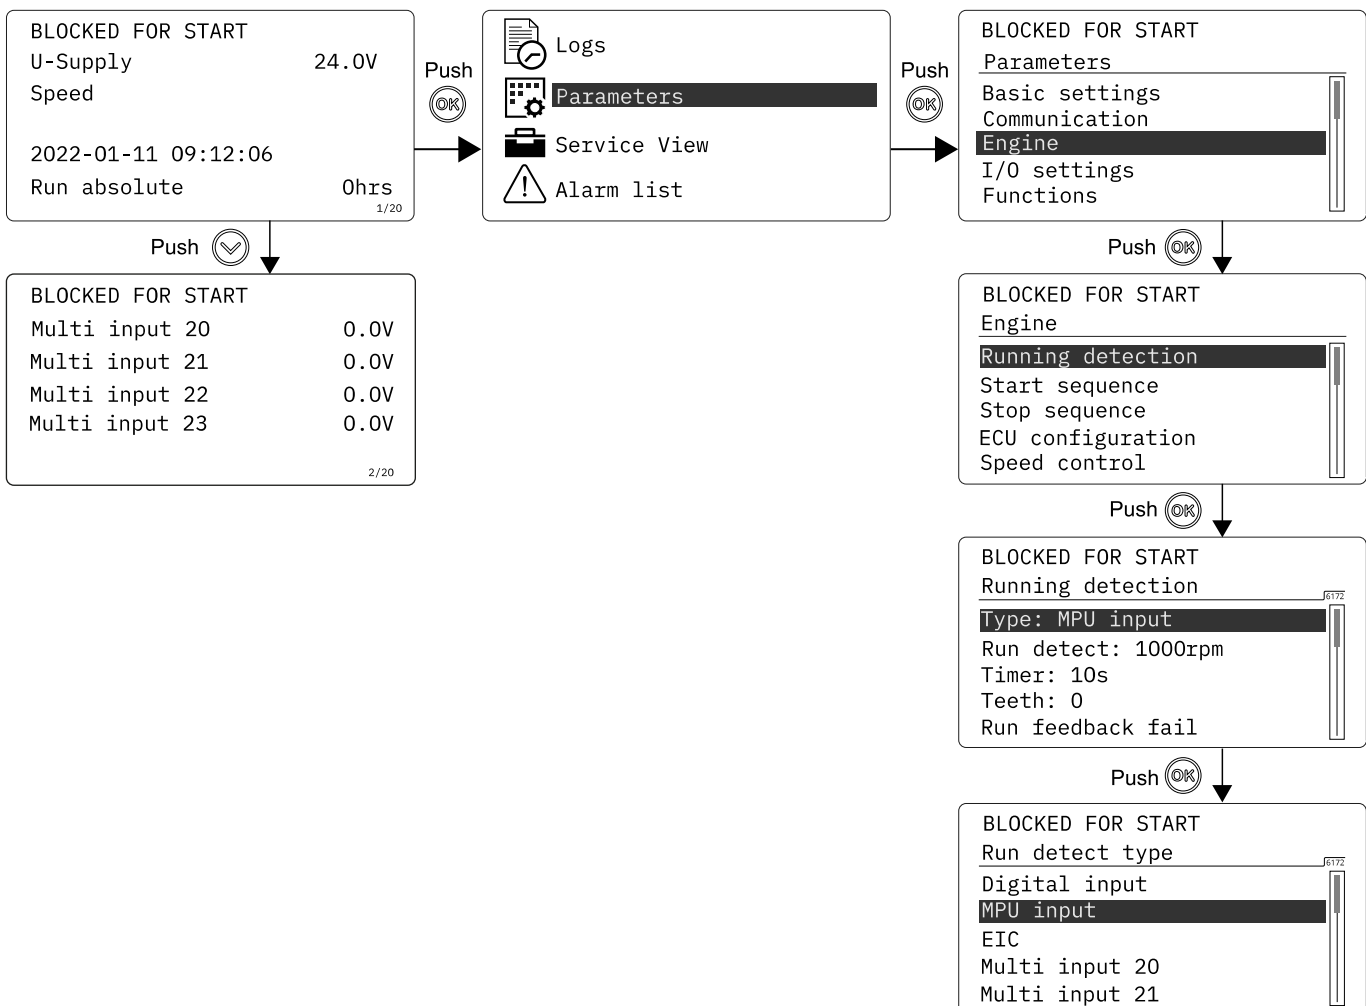 BLOCKED FOR START
U-Supply 24.0V
Speed
2022-01-11 09:12:06
Run absolute 0hrs
1/20
Push
OK
Logs
Parameters
Service View
Alarm list
Push
OK
BLOCKED FOR START
Parameters
Basic settings
Communication
Engine
I/O settings
Functions
Push
BLOCKED FOR START
Multi input 20 0.0V
Multi input 21 0.0V
Multi input 22 0.0V
Multi input 23 0.0V
2/20
Push OK
BLOCKED FOR START
Engine
Running detection
Start sequence
Stop sequence
ECU configuration
Speed control
Push OK
BLOCKED FOR START
Running detection
6172
Type: MPU input
Run detect: 1000rpm
Timer: 10s
Teeth: 0
Run feedback fail
Push OK
BLOCKED FOR START
Run detect type
6172
Digital input
MPU input
EIC
Multi input 20
Multi input 21